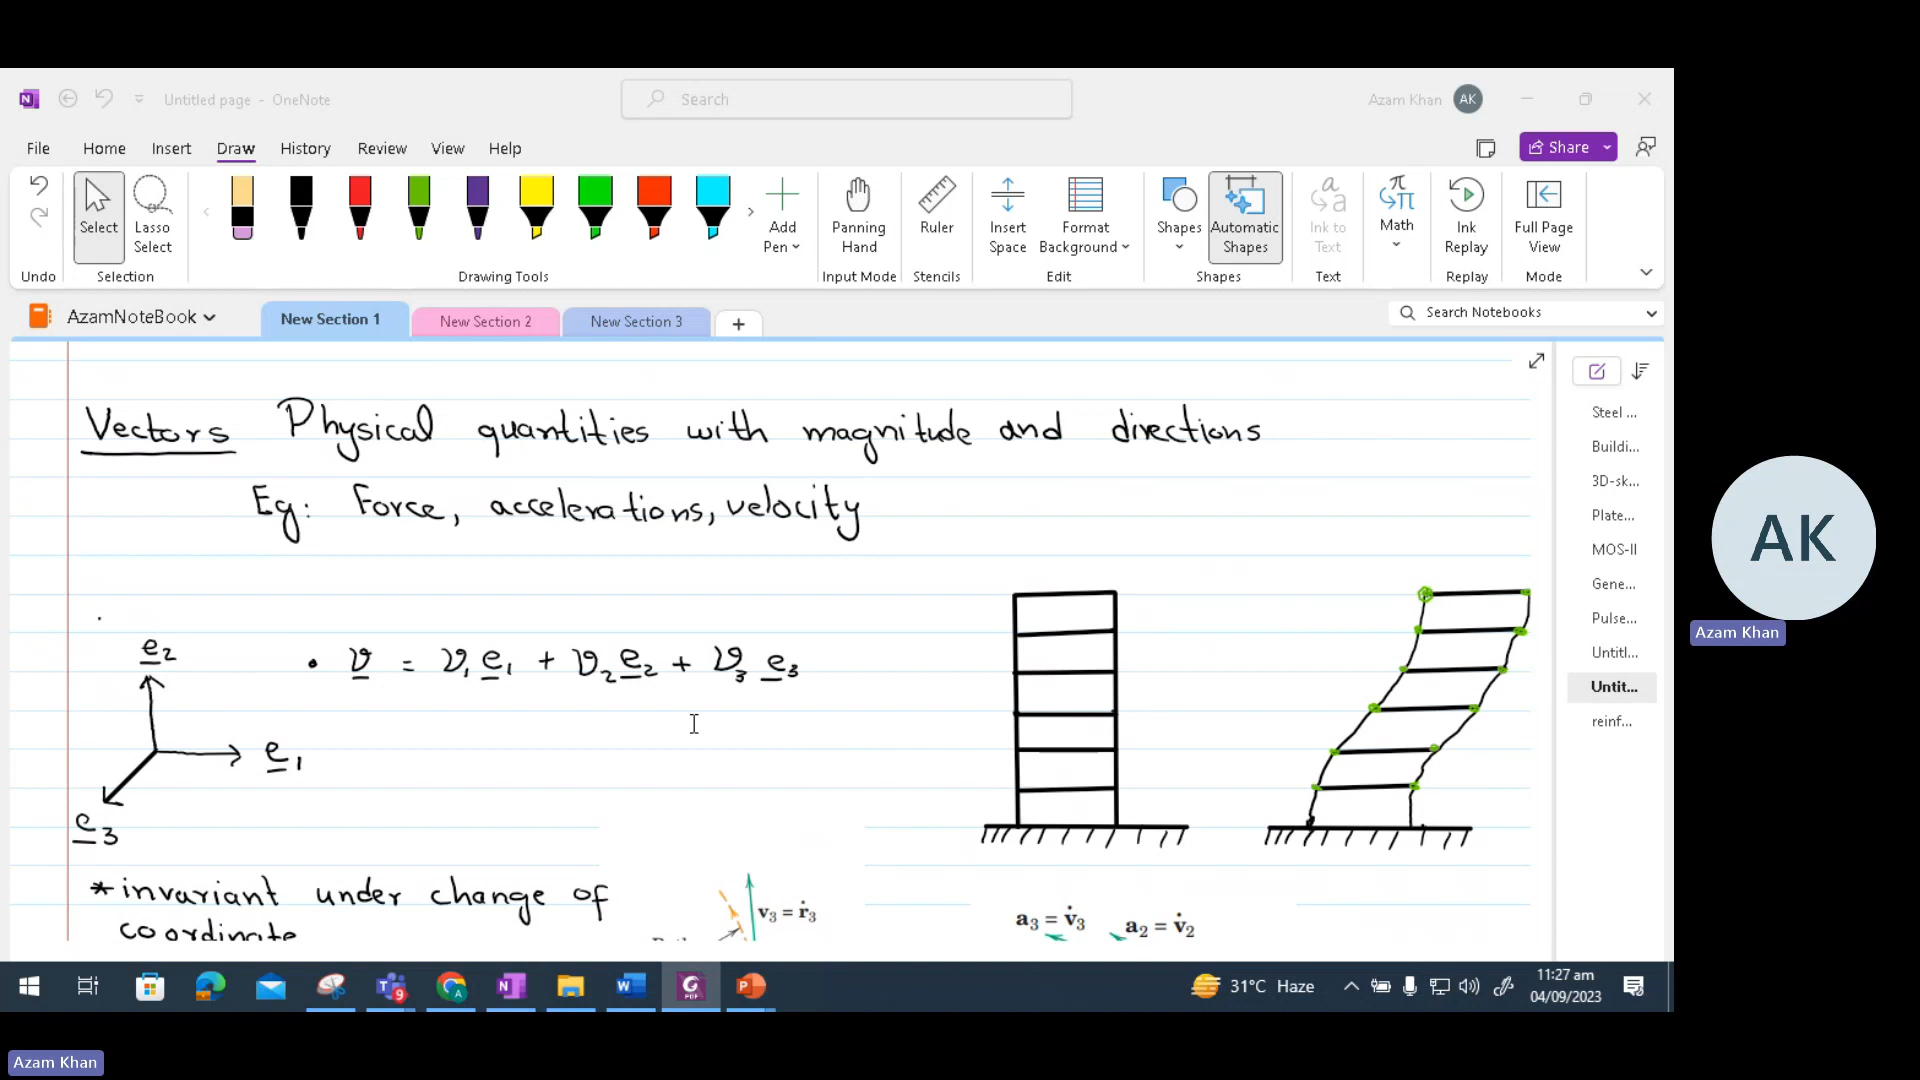 Untitled page - OneNote
Search
Azam Khan AK
File Home Insert Draw History Review View Help
Share
Select
Lasso Select
Add Pen
Panning Hand
Ruler
Insert Space
Format Background
Shapes
Automatic Shapes
Ink to Text
Math
Ink Replay
Full Page View
Undo Selection Drawing Tools Input Mode Stencils Edit Shapes Text Replay Mode
AzamNoteBook
New Section 1
New Section 2
New Section 3
+
Search Notebooks
Vectors Physical quantities with magnitude and directions
Eg: Force, accelerations, velocity
e2
• v = v1 e1 + v2 e2 + v3 e3
e1
e3
* invariant under change of
coordinate
v3 = ṙ3
a3 = v̇3
a2 = v̇2
Steel ...
Buildi...
3D-sk...
Plate...
MOS-II
Gene...
Pulse...
Untitl...
Untit...
reinf...
AK
Azam Khan
31°C Haze
11:27 am
04/09/2023
Azam Khan